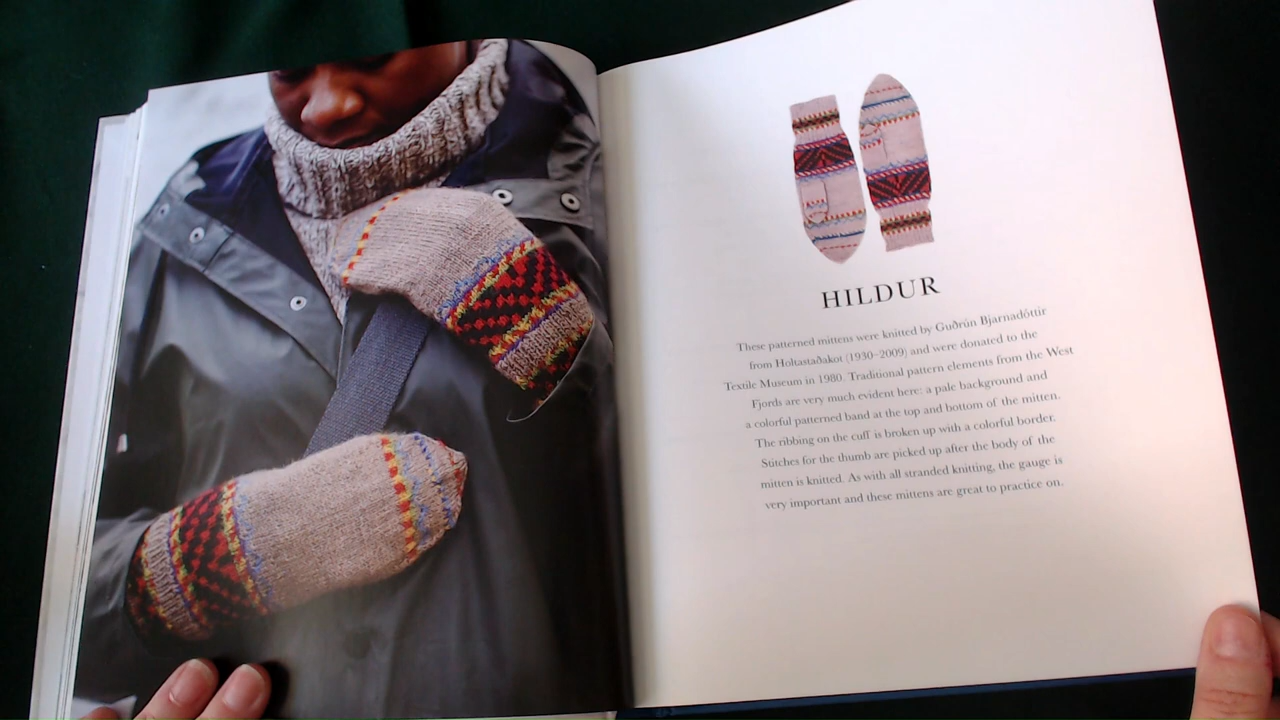 HILDUR
These patterned mittens were knitted by Guðrún Bjarnadóttir
from Holtastaðakot (1930–2009) and were donated to the
Textile Museum in 1980. Traditional pattern elements from the West
Fjords are very much evident here: a pale background and
a colorful patterned band at the top and bottom of the mitten.
The ribbing on the cuff is broken up with a colorful border.
Stitches for the thumb are picked up after the body of the
mitten is knitted. As with all stranded knitting, the gauge is
very important and these mittens are great to practice on.